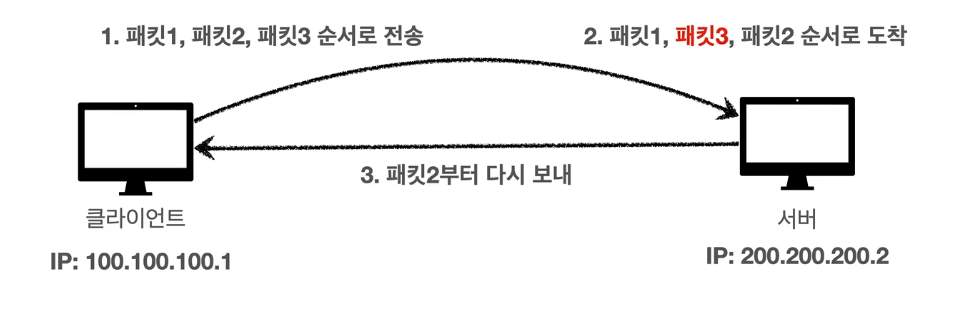 1. 패킷1, 패킷2, 패킷3 순서로 전송
2. 패킷1, 패킷3, 패킷2 순서로 도착
3. 패킷2부터 다시 보내
클라이언트
서버
IP: 100.100.100.1
IP: 200.200.200.2